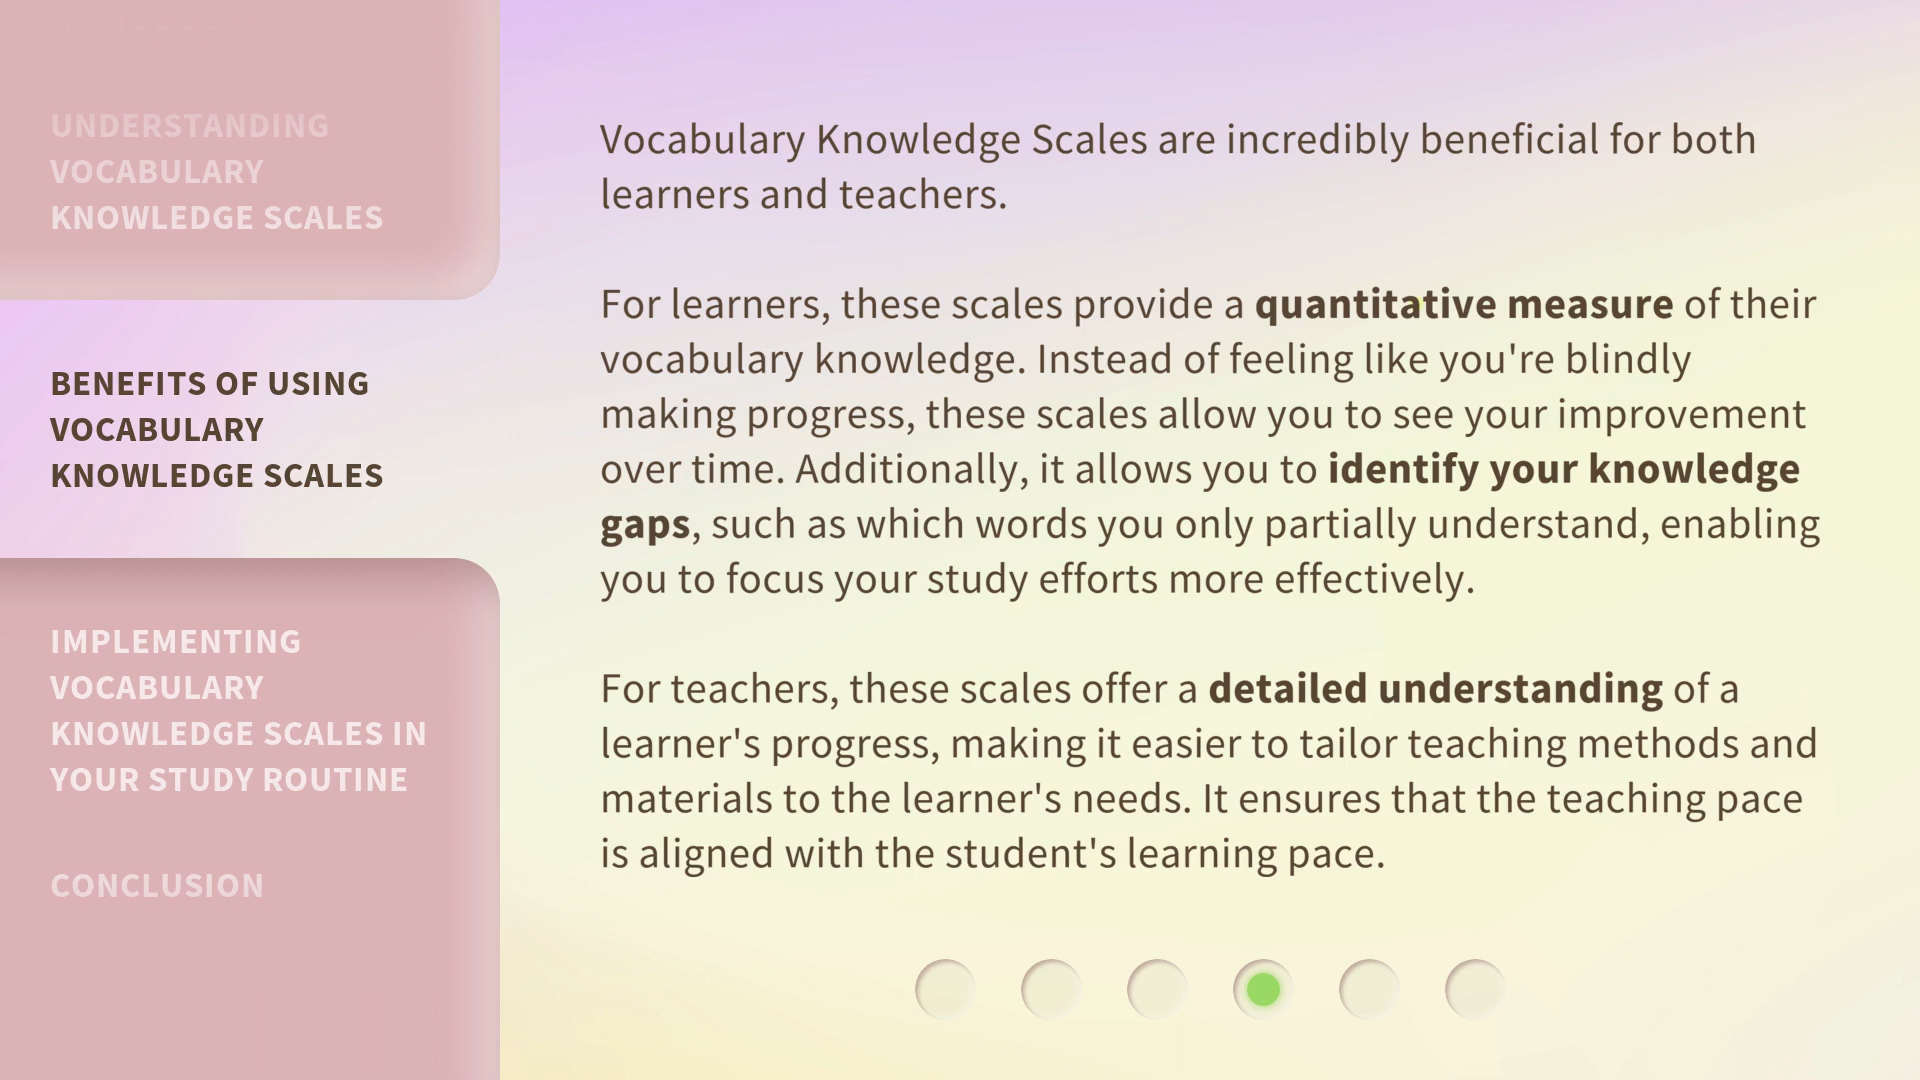 INTRODUCTION
UNDERSTANDING
VOCABULARY
KNOWLEDGE SCALES
BENEFITS OF USING
VOCABULARY
KNOWLEDGE SCALES
IMPLEMENTING
VOCABULARY
KNOWLEDGE SCALES IN
YOUR STUDY ROUTINE
CONCLUSION
Vocabulary Knowledge Scales are incredibly beneficial for both
learners and teachers.
For learners, these scales provide a quantitative measure of their
vocabulary knowledge. Instead of feeling like you're blindly
making progress, these scales allow you to see your improvement
over time. Additionally, it allows you to identify your knowledge
gaps, such as which words you only partially understand, enabling
you to focus your study efforts more effectively.
For teachers, these scales offer a detailed understanding of a
learner's progress, making it easier to tailor teaching methods and
materials to the learner's needs. It ensures that the teaching pace
is aligned with the student's learning pace.